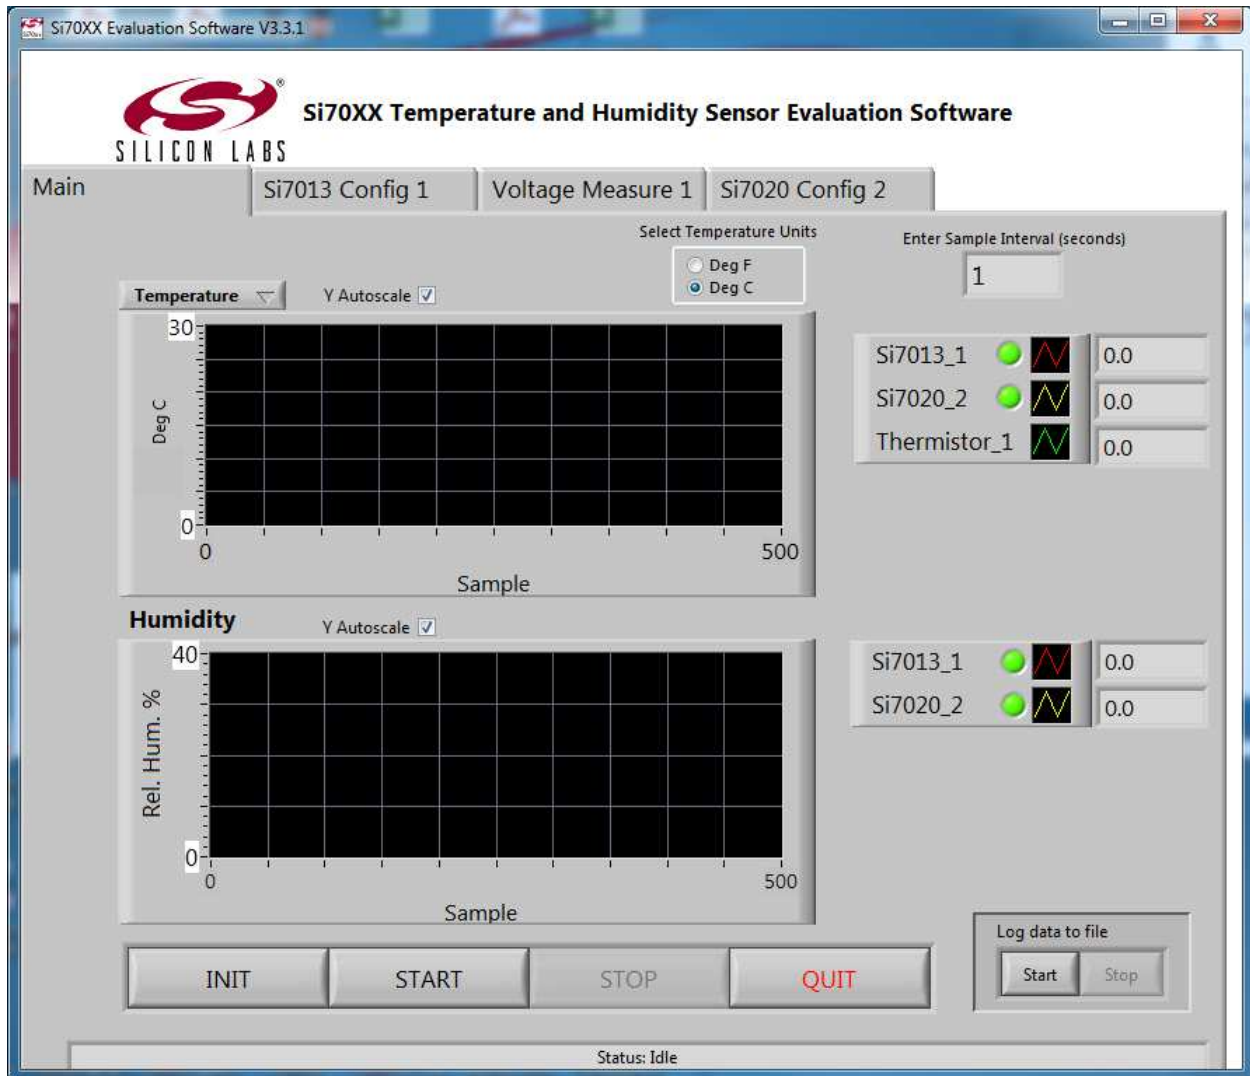 Si70XX Evaluation Software V3.3.1
SILICON LABS®
Si70XX Temperature and Humidity Sensor Evaluation Software
Main
Si7013 Config 1
Voltage Measure 1
Si7020 Config 2
Select Temperature Units
Deg F
Deg C
Enter Sample Interval (seconds)
1
Temperature
Y Autoscale
30
Deg C
0
0
500
Sample
Si7013_1
0.0
Si7020_2
0.0
Thermistor_1
0.0
Humidity
Y Autoscale
40
Rel. Hum. %
0
0
500
Sample
Si7013_1
0.0
Si7020_2
0.0
INIT
START
STOP
QUIT
Log data to file
Start
Stop
Status: Idle